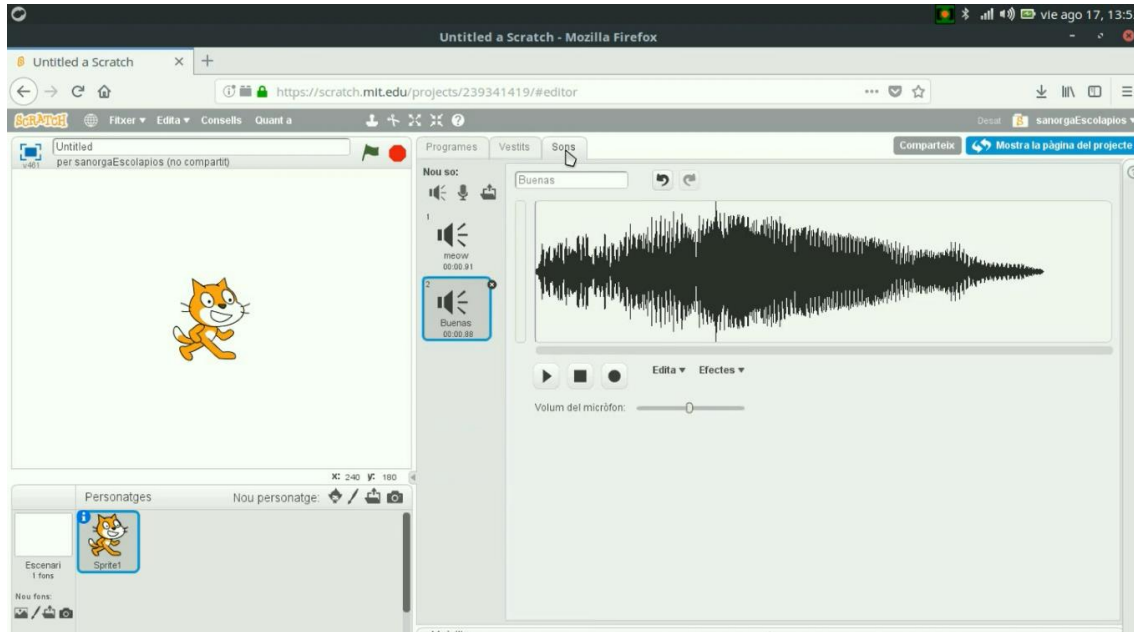 vie ago 17, 13:5
Untitled a Scratch - Mozilla Firefox
Untitled a Scratch
https://scratch.mit.edu/projects/239341419/#editor
SCRATCH Fitxer Edita Consells Quant a
Desat sanorgaEscolapios
v461
Untitled
per sanorgaEscolapios (no compartit)
Programes Vestits Sons
Comparteix Mostra la pàgina del projecte
Nou so:
Buenas
1
meow
00:00.91
2
Buenas
00:00.88
Edita Efectes
Volum del micròfon:
X: 240 Y: 180
Personatges Nou personatge:
Escenari
1 fons
Sprite1
Nou fons: